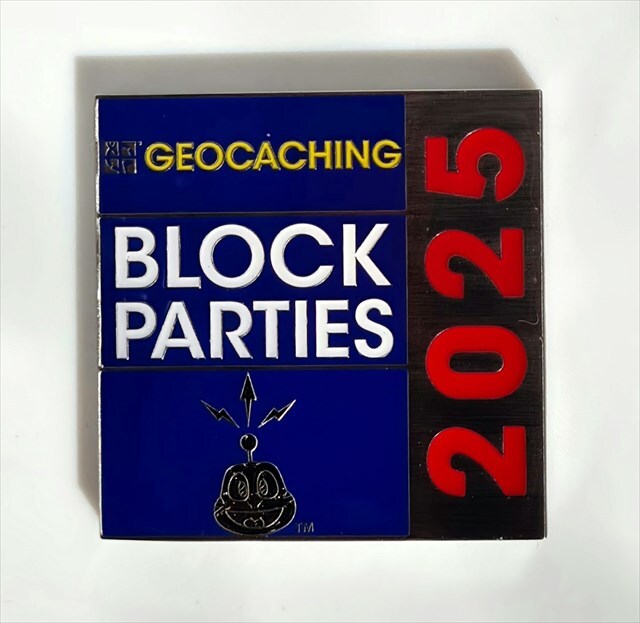 GEOCACHING
BLOCK
PARTIES
TM
2025